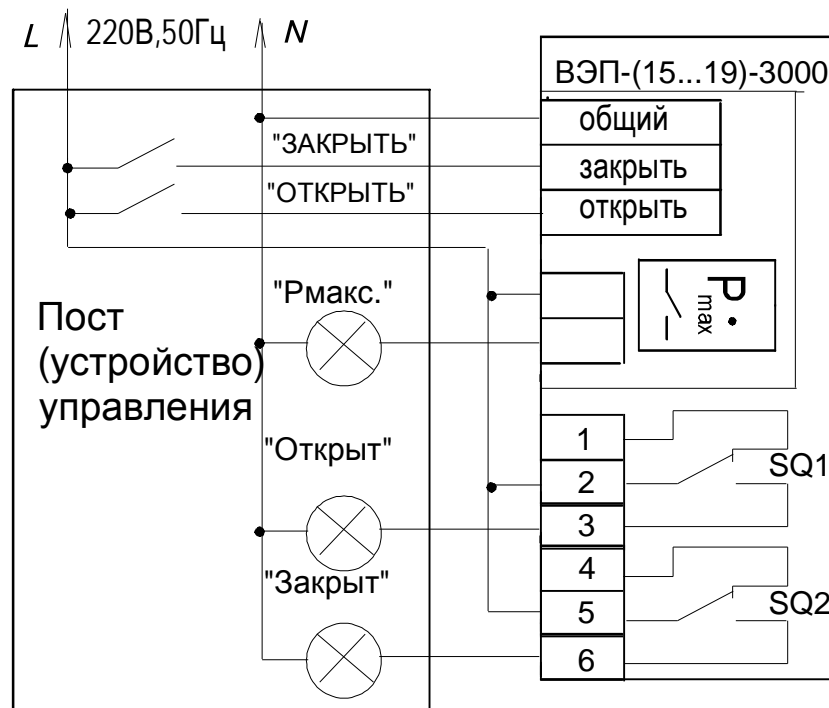 L 220В,50Гц N
ВЭП-(15...19)-3000
общий
"ЗАКРЫТЬ"
закрыть
"ОТКРЫТЬ"
открыть
"Рмакс."
P max
Пост
(устройство)
управления
"Открыт"
1
2
3
SQ1
"Закрыт"
4
5
6
SQ2